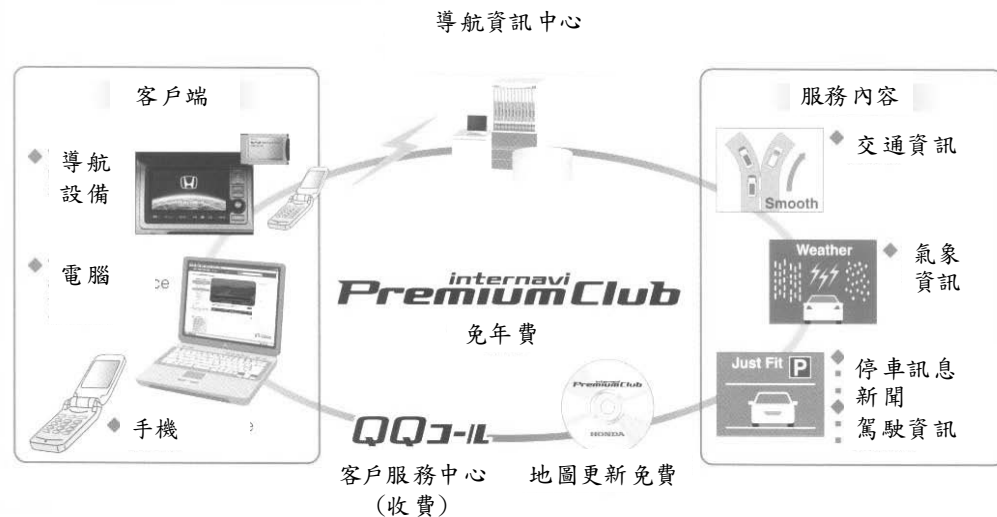 導航資訊中心
客戶端
導航
設備
電腦
手機
internavi
Premium Club
免年費
QQコール
客戶服務中心
(收費)
Premium Club
HONDA
地圖更新免費
服務內容
Smooth
交通資訊
Weather
氣象
資訊
Just Fit P
停車訊息
新聞
駕駛資訊